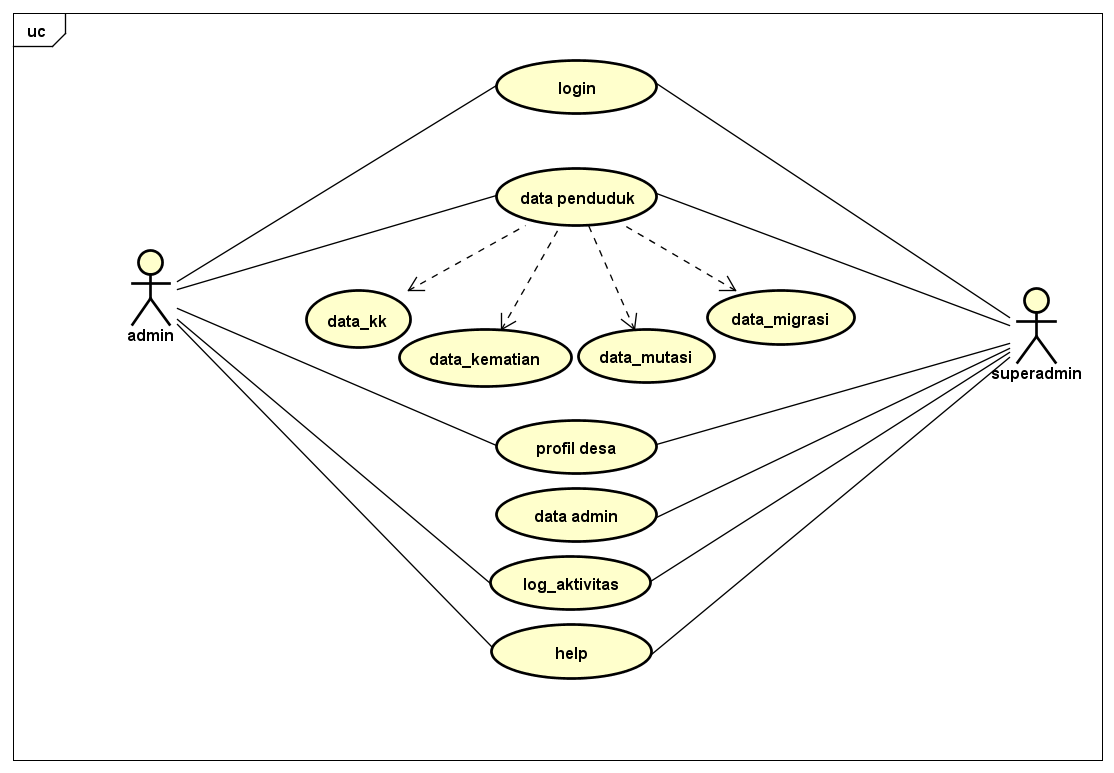 uc
login
data penduduk
admin
data_kk
data_kematian
data_mutasi
data_migrasi
superadmin
profil desa
data admin
log_aktivitas
help